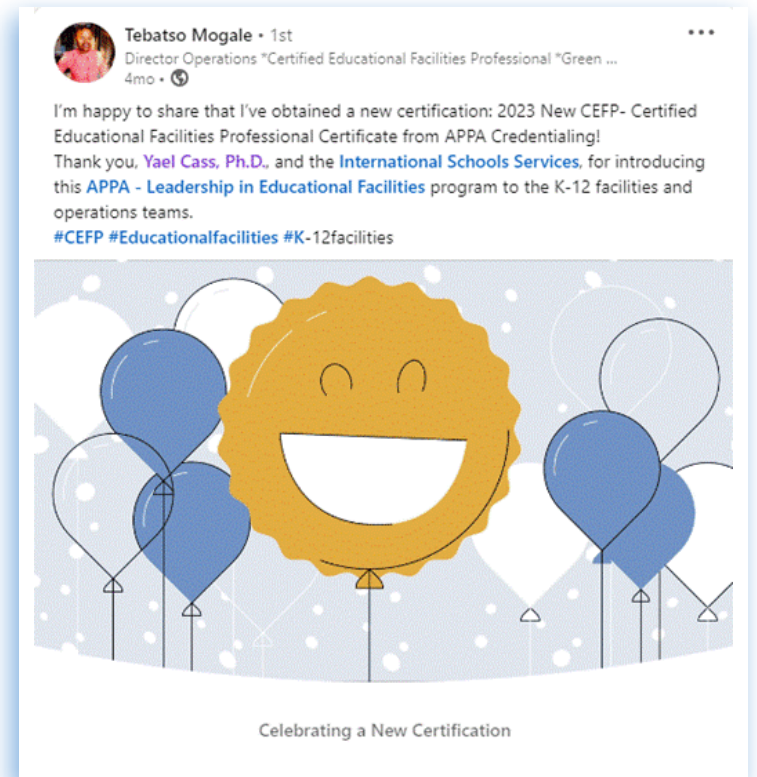 Tebatso Mogale • 1st
Director Operations "Certified Educational Facilities Professional "Green ...
4mo •
I'm happy to share that I've obtained a new certification: 2023 New CEFP- Certified
Educational Facilities Professional Certificate from APPA Credentialing!
Thank you, Yael Cass, Ph.D., and the International Schools Services, for introducing
this APPA - Leadership in Educational Facilities program to the K-12 facilities and
operations teams.
#CEFP #Educationalfacilities #K-12facilities
Celebrating a New Certification